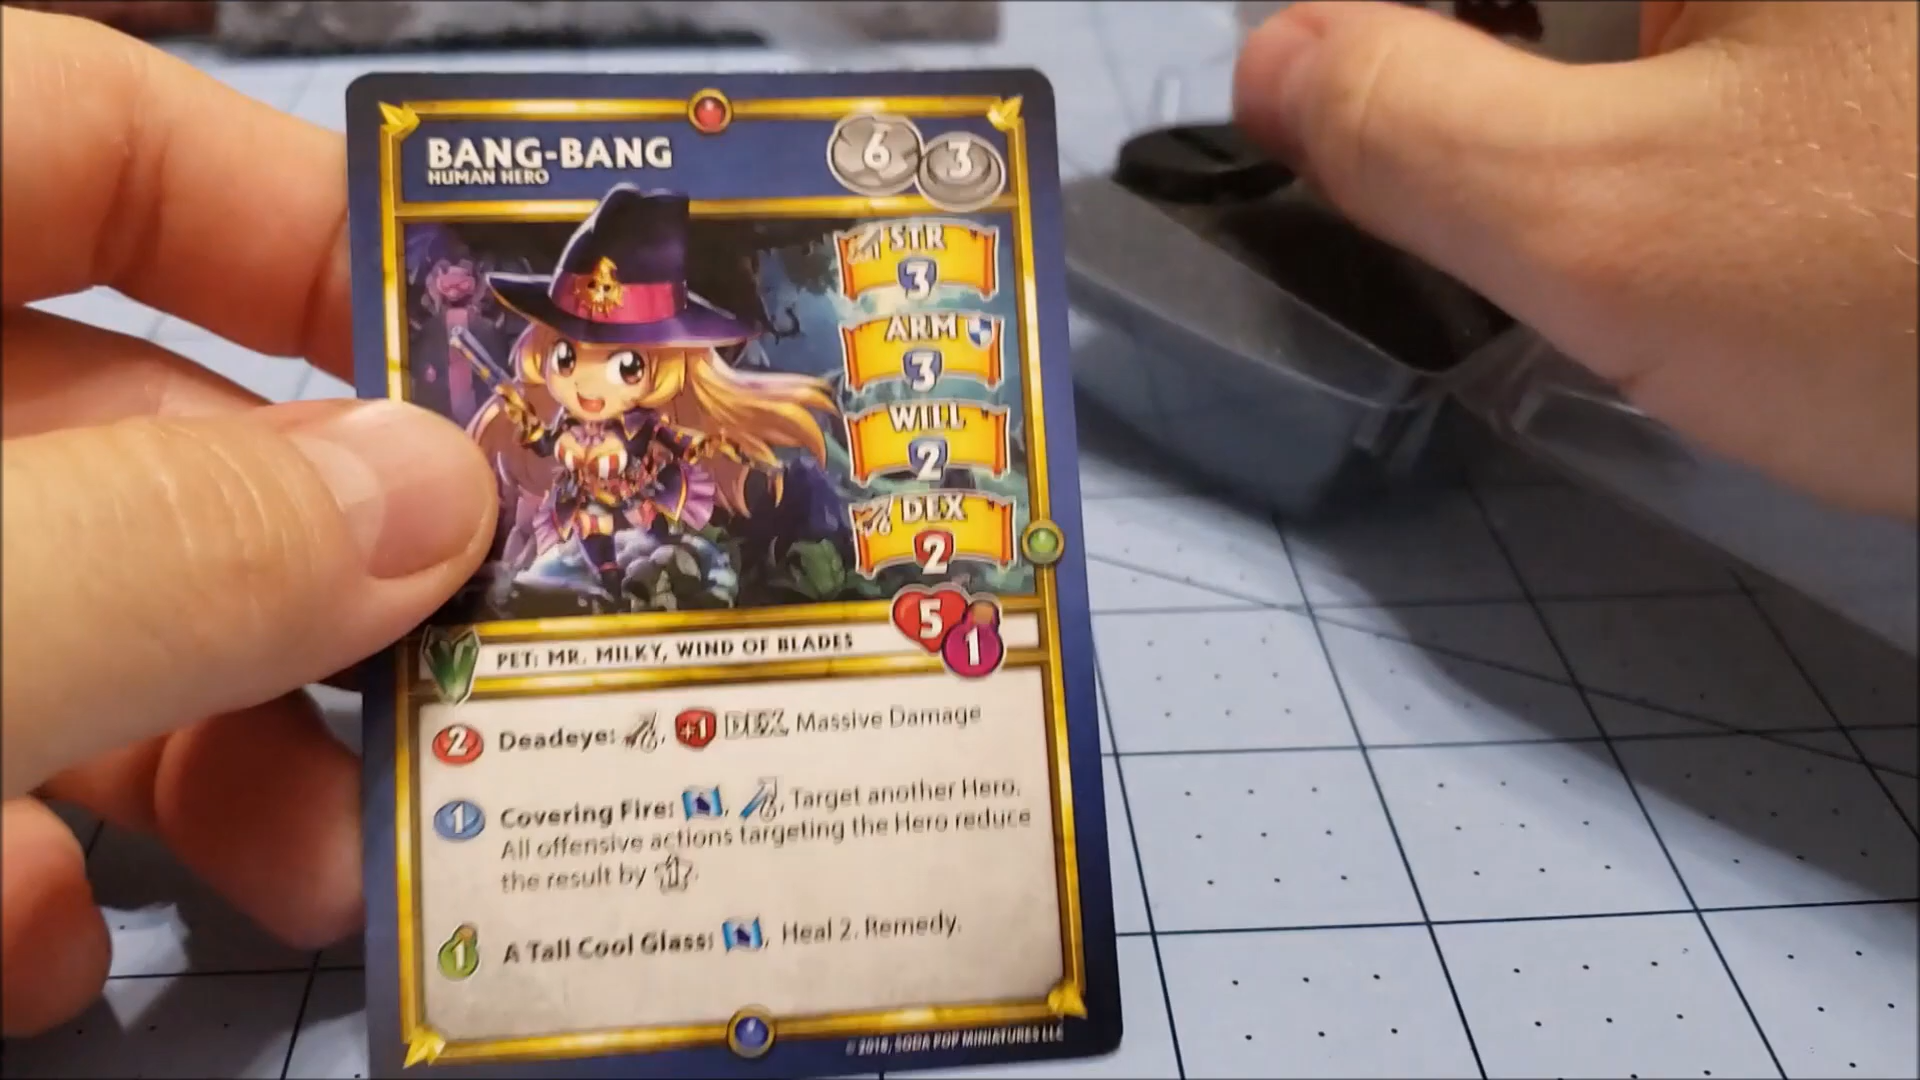 BANG-BANG
HUMAN HERO
6 3
STR
3
ARM
3
WILL
2
DEX
2
5 1
PET: MR. MILKY, WIND OF BLADES
2 Deadeye: , +1 DEX, Massive Damage
1 Covering Fire: , , Target another Hero.
All offensive actions targeting the Hero reduce
the result by 1.
1 A Tall Cool Glass: , Heal 2. Remedy.
© 2018, SODA POP MINIATURES LLC